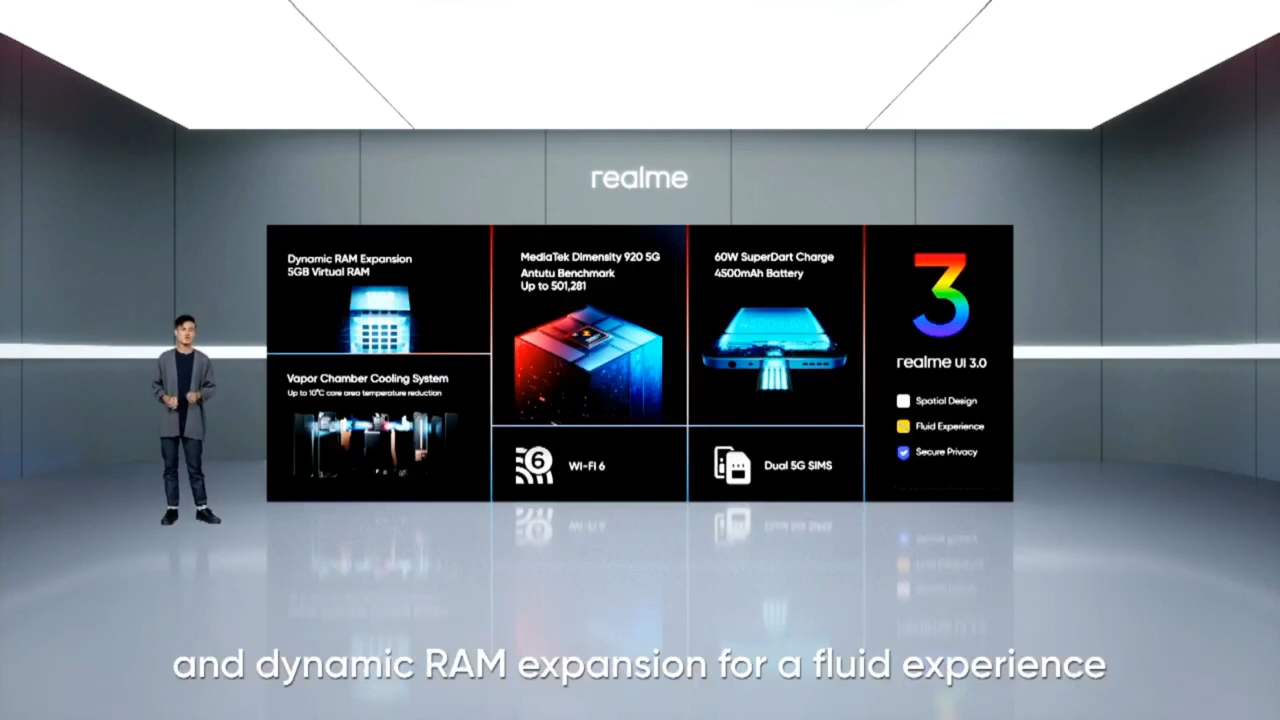 realme
Dynamic RAM Expansion
5GB Virtual RAM
Vapor Chamber Cooling System
Up to 10°C core area temperature reduction
MediaTek Dimensity 920 5G
Antutu Benchmark
Up to 501,281
6
WI-FI 6
60W SuperDart Charge
4500mAh Battery
Dual 5G SIMS
3
realme UI 3.0
Spatial Design
Fluid Experience
Secure Privacy
and dynamic RAM expansion for a fluid experience